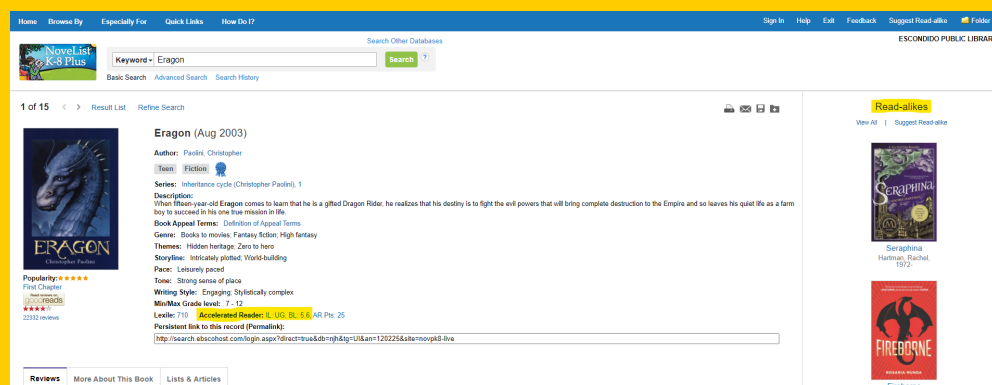 Home Browse By Especially For Quick Links How Do I? Sign In Help Exit Feedback Suggest Read-alike Folder
ESCONDIDO PUBLIC LIBRAR
Search Other Databases
NoveList
K-8 Plus
Keyword Eragon Search ?
Basic Search Advanced Search Search History
1 of 15 < > Result List Refine Search
Eragon (Aug 2003)
Author: Paolini, Christopher
Teen Fiction
Series: Inheritance cycle (Christopher Paolini), 1
Description:
When fifteen-year-old Eragon comes to learn that he is a gifted Dragon Rider, he realizes that his destiny is to fight the evil powers that will bring complete destruction to the Empire and so leaves his quiet life as a farm
boy to succeed in his one true mission in life.
Book Appeal Terms: Definition of Appeal Terms
Genre: Books to movies; Fantasy fiction; High fantasy
Themes: Hidden heritage; Zero to hero
Storyline: Intricately plotted; World-building
Pace: Leisurely paced
Tone: Strong sense of place
Writing Style: Engaging; Stylistically complex
Min/Max Grade level: 7 - 12
Lexile: 710 Accelerated Reader: IL: UG, BL: 5.6, AR Pts: 25
Persistent link to this record (Permalink):
http://search.ebscohost.com/login.aspx?direct=true&db=njh&tg=UI&an=120225&site=novpk8-live
ERAGON
Christopher Paolini
Popularity:
First Chapter
Read reviews on
goodreads
22332 reviews
Reviews More About This Book Lists & Articles
Read-alikes
View All | Suggest Read-alike
SERAPHINA
Seraphina
Hartman, Rachel,
1972-
FIREBORNE
ROSARIA MUNDA
Fireborne